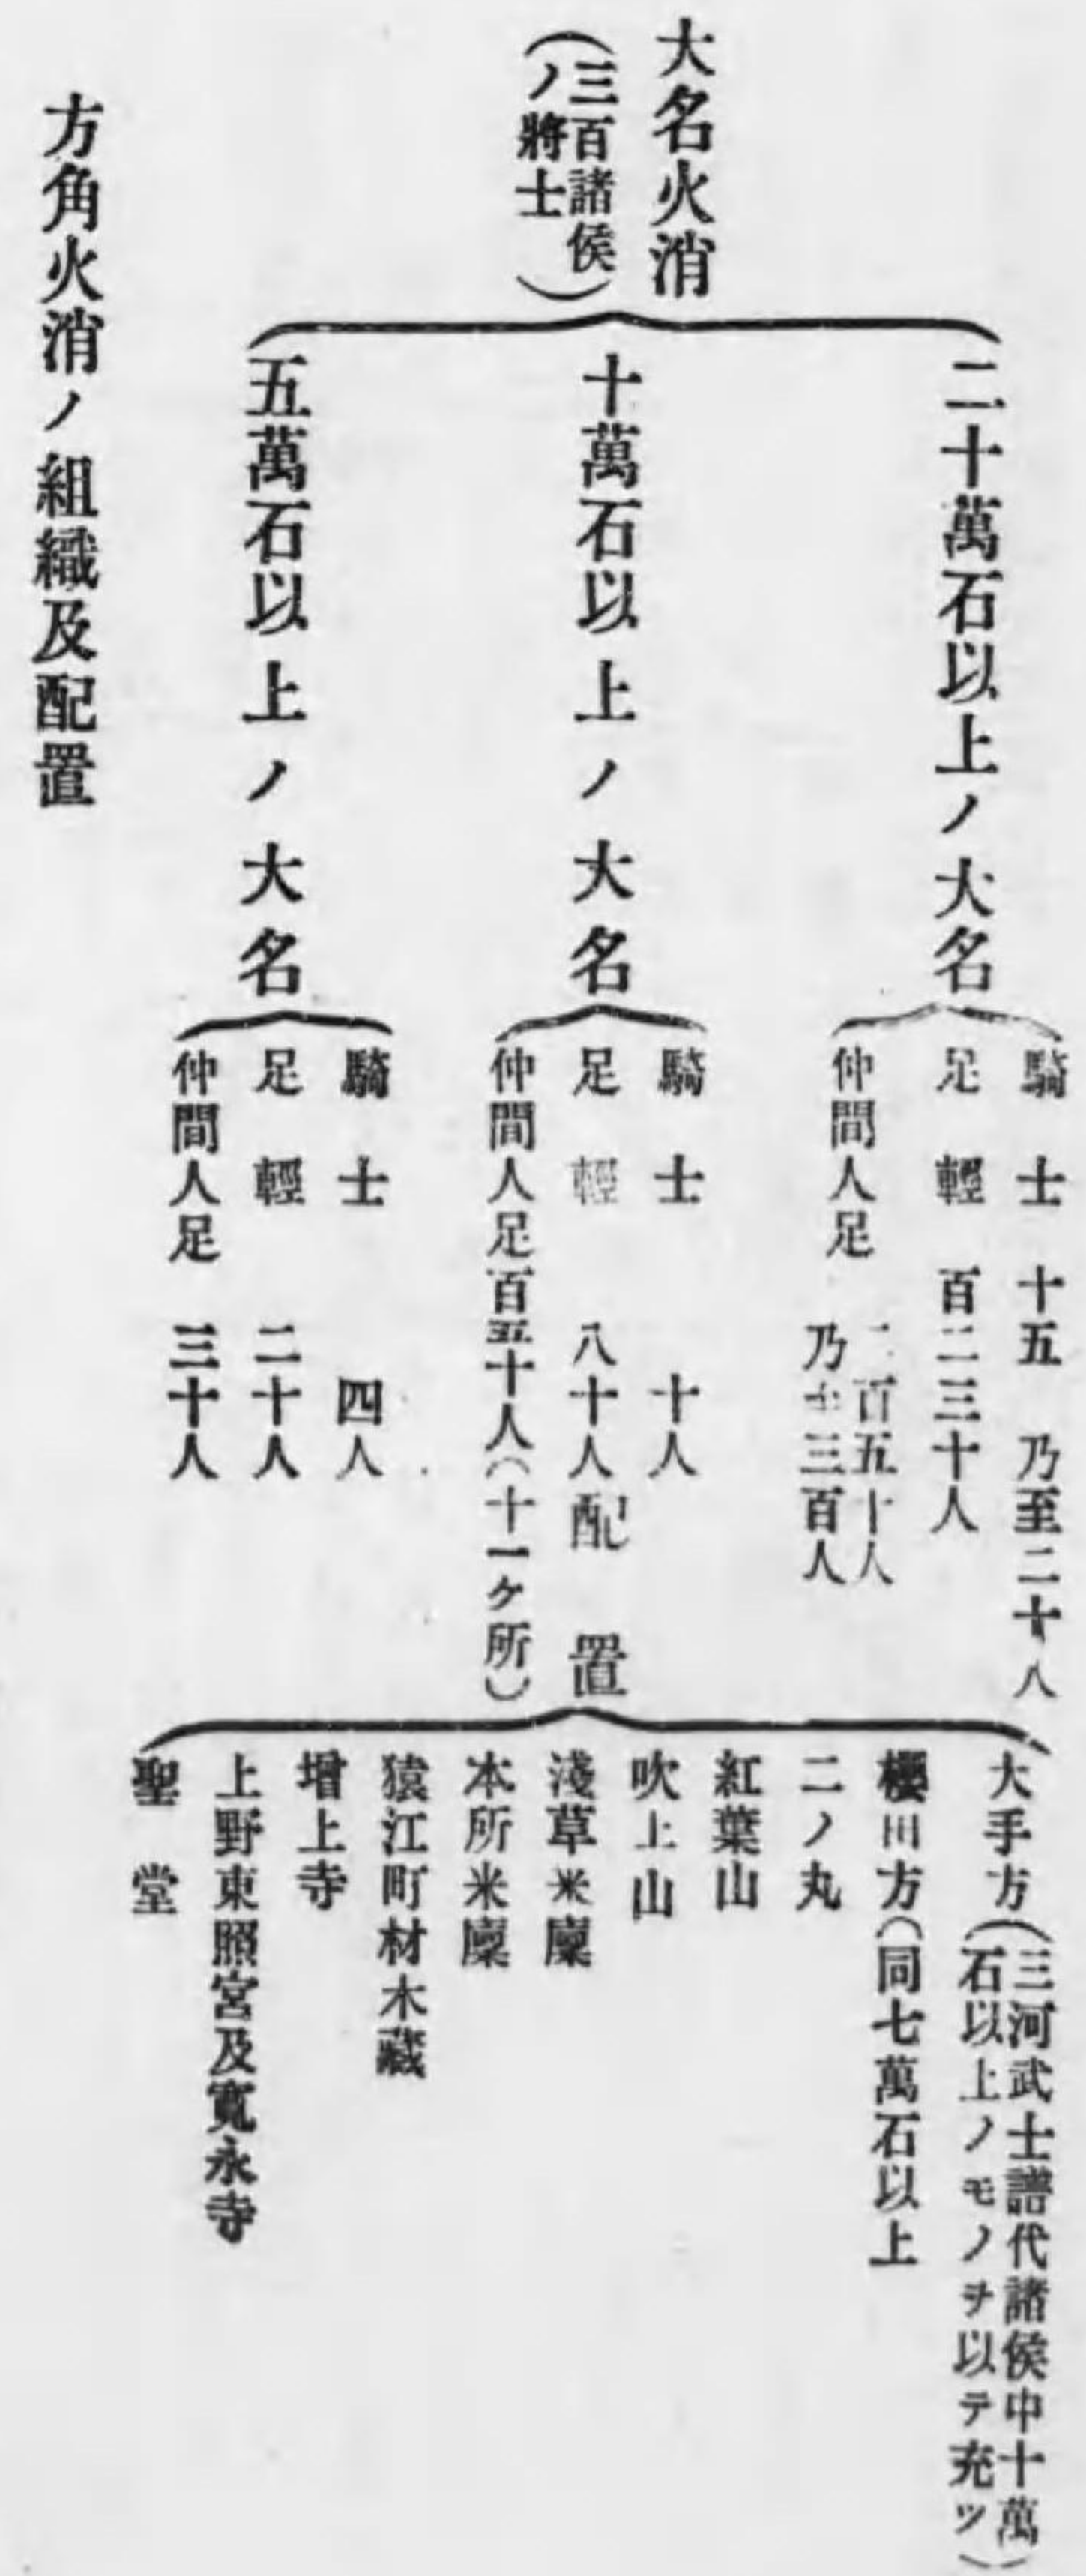 大名火消
（三百諸侯
ノ將士）
二十萬石以上ノ大名
騎士 十五 乃至二十人
足輕 百二三十人
仲間人足 二百五十人
乃至三百人
十萬石以上ノ大名
騎士 十人
足輕 八十人
仲間人足百五十人
五萬石以上ノ大名
騎士 四人
足輕 二十人
仲間人足 三十人
配置
（十一ケ所）
大手方（三河武士譜代諸侯中十萬
石以上ノモノヲ以テ充ツ）
櫻田方（同七萬石以上
二ノ丸
紅葉山
吹上山
淺草米廩
本所米廩
猿江町材木藏
增上寺
上野東照宮及寬永寺
聖堂
方角火消ノ組織及配置